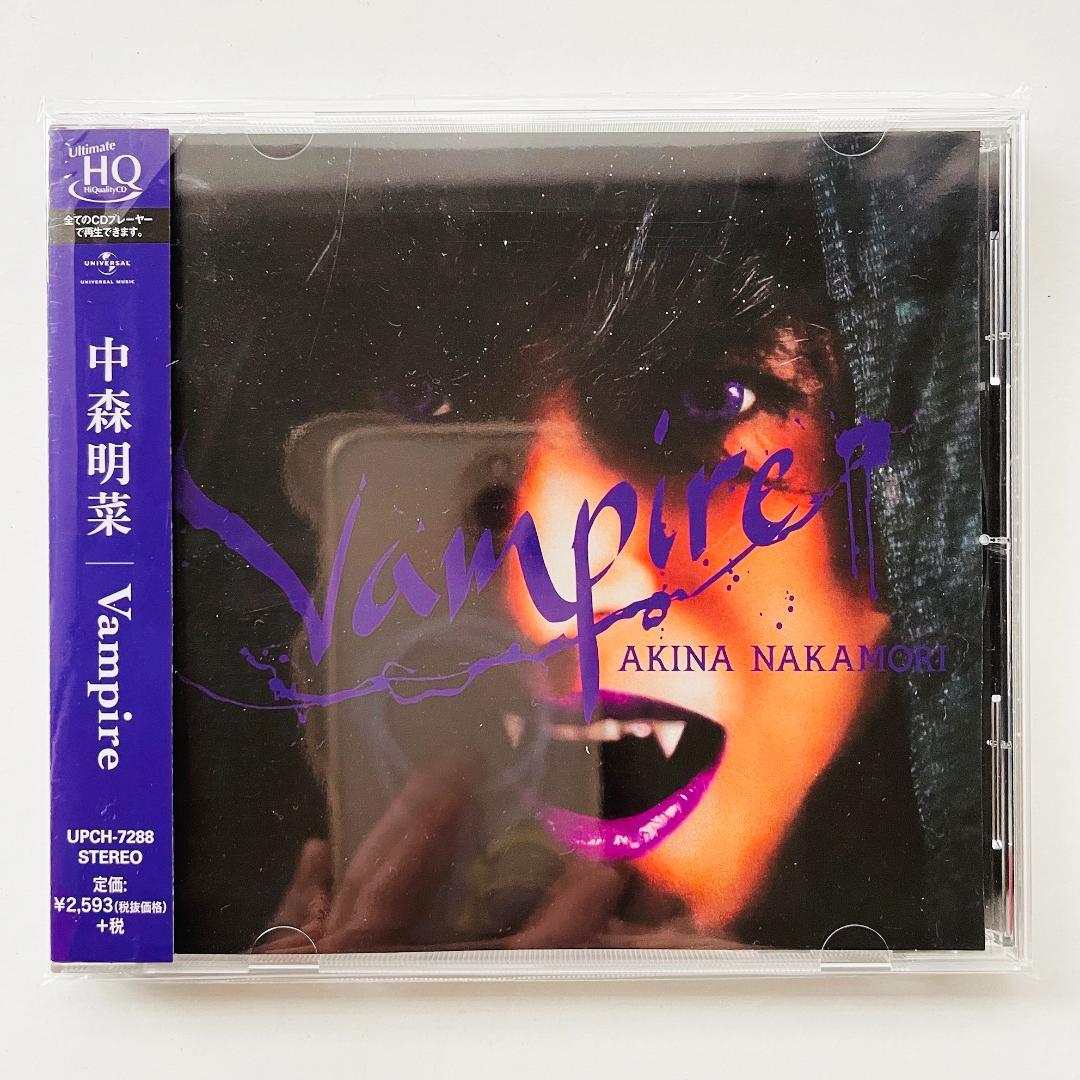 Ultimate
HQ
HiQualityCD
全てのCDプレーヤー
で再生できます。
UNIVERSAL
UNIVERSAL MUSIC
中森明菜｜Vampire
UPCH-7288
STEREO
定価:
¥2,593(税抜価格)
+税
Vampire
AKINA NAKAMORI